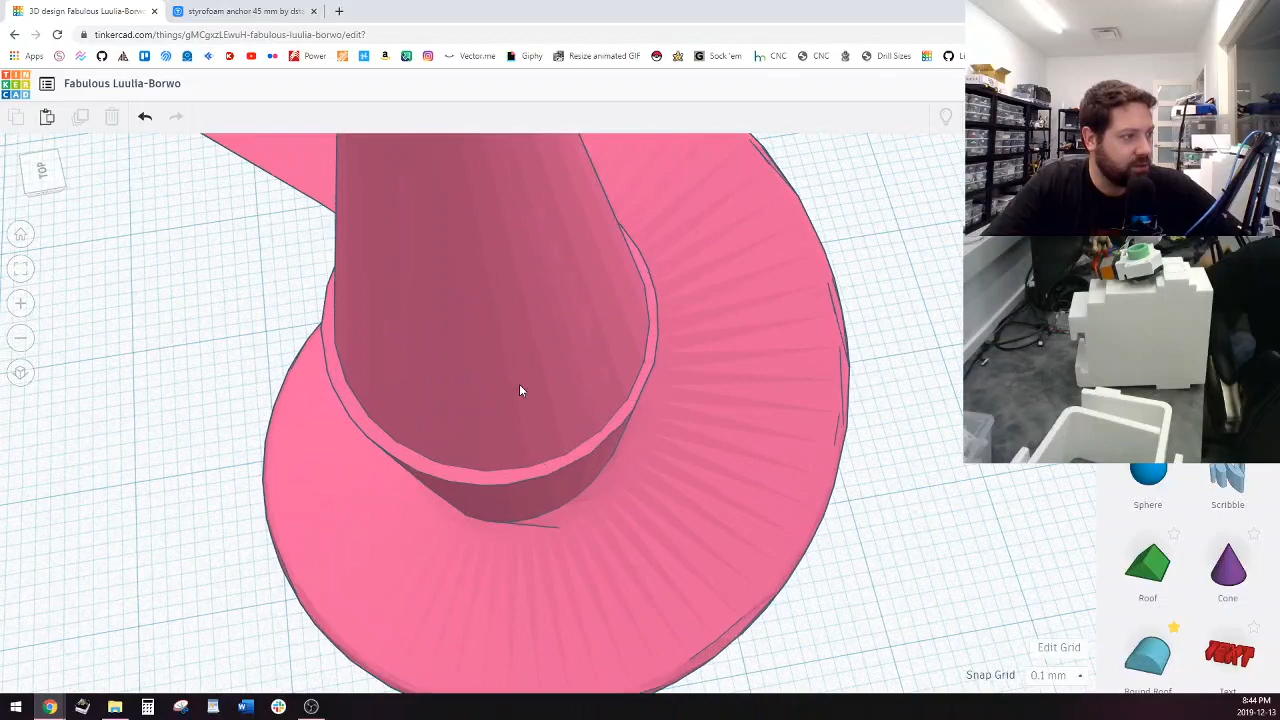 3D design Fabulous Luulia-Borwo
styrofoam anchor 45 mm by dsta
tinkercad.com/things/gMCgxzLEwuH-fabulous-luulia-borwo/edit?
Apps
Power
Vector.me
Giphy
Resize animated GIF
Sock 'em
CNC
CNC
Drill Sizes
TIN
KER
CAD
Fabulous Luulia-Borwo
TOP
Sphere
Scribble
Roof
Cone
TEXT
Round Roof
Text
Edit Grid
Snap Grid
0.1 mm
8:44 PM
2019-12-13